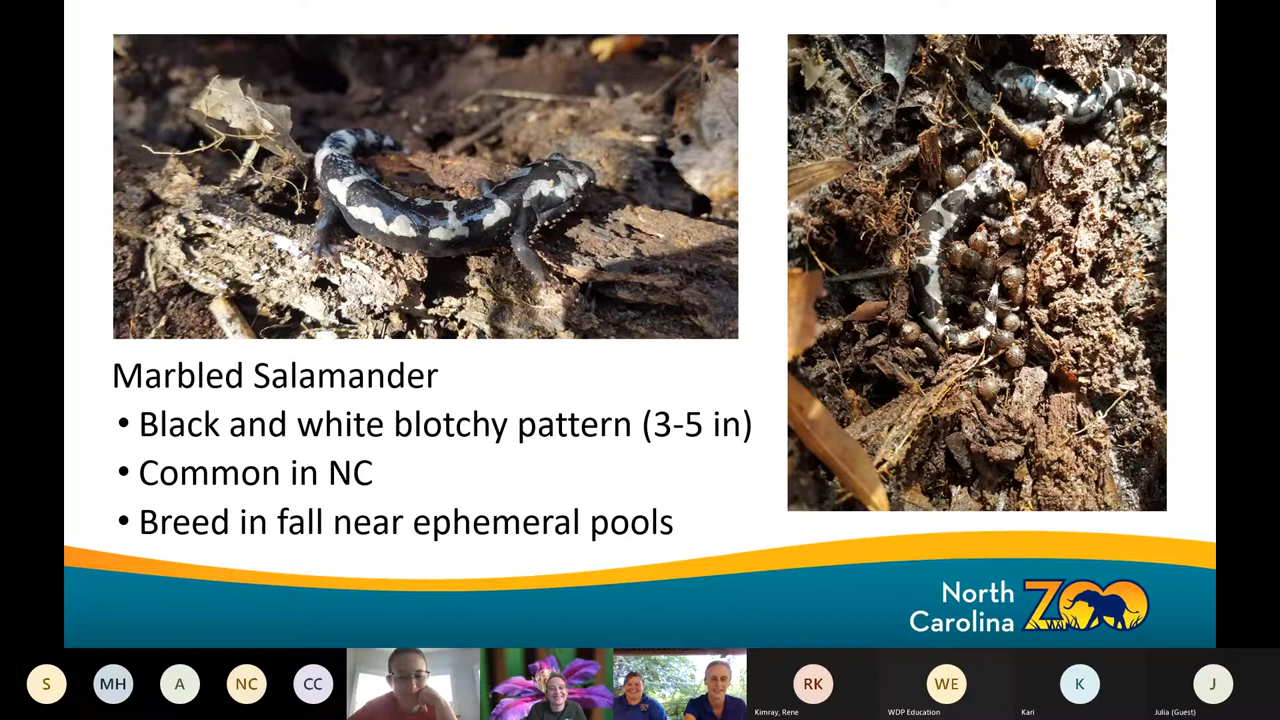 Marbled Salamander
• Black and white blotchy pattern (3-5 in)
• Common in NC
• Breed in fall near ephemeral pools
North
Carolina
ZOO
S
MH
A
NC
CC
RK
WE
K
J
Kimray, Rene
WDP Education
Kari
Julia (Guest)